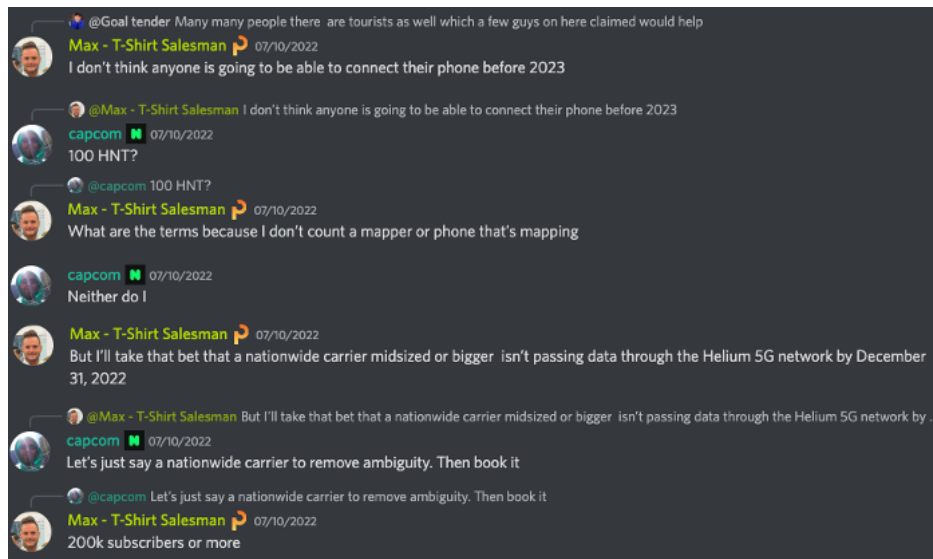 @Goal tender Many many people there are tourists as well which a few guys on here claimed would help
Max - T-Shirt Salesman 07/10/2022
I don't think anyone is going to be able to connect their phone before 2023
@Max - T-Shirt Salesman I don't think anyone is going to be able to connect their phone before 2023
capcom N 07/10/2022
100 HNT?
@capcom 100 HNT?
Max - T-Shirt Salesman 07/10/2022
What are the terms because I don't count a mapper or phone that's mapping
capcom N 07/10/2022
Neither do I
Max - T-Shirt Salesman 07/10/2022
But I'll take that bet that a nationwide carrier midsized or bigger isn't passing data through the Helium 5G network by December
31, 2022
@Max - T-Shirt Salesman But I'll take that bet that a nationwide carrier midsized or bigger isn't passing data through the Helium 5G network by .
capcom N 07/10/2022
Let's just say a nationwide carrier to remove ambiguity. Then book it
@capcom Let's just say a nationwide carrier to remove ambiguity. Then book it
Max - T-Shirt Salesman 07/10/2022
200k subscribers or more